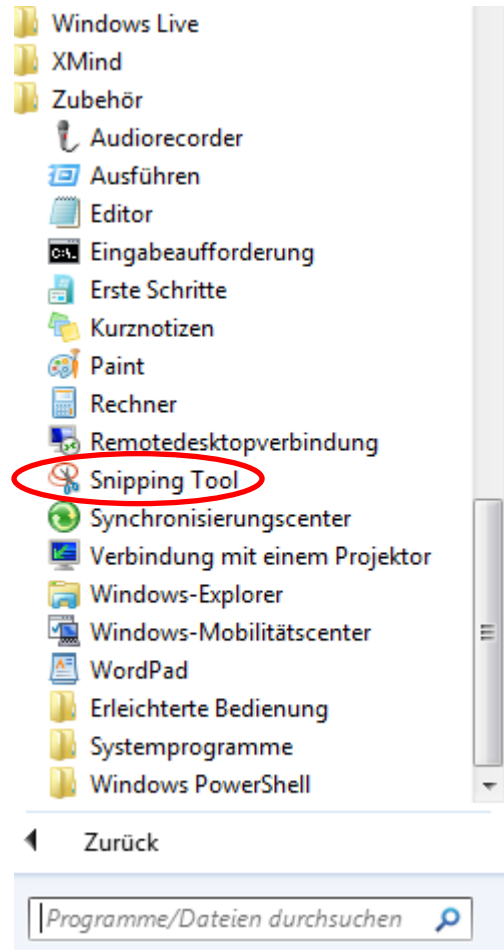 Windows Live
XMind
Zubehör
Audiorecorder
Ausführen
Editor
Eingabeaufforderung
Erste Schritte
Kurznotizen
Paint
Rechner
Remotedesktopverbindung
Snipping Tool
Synchronisierungscenter
Verbindung mit einem Projektor
Windows-Explorer
Windows-Mobilitätscenter
WordPad
Erleichterte Bedienung
Systemprogramme
Windows PowerShell
Zurück
Programme/Dateien durchsuchen